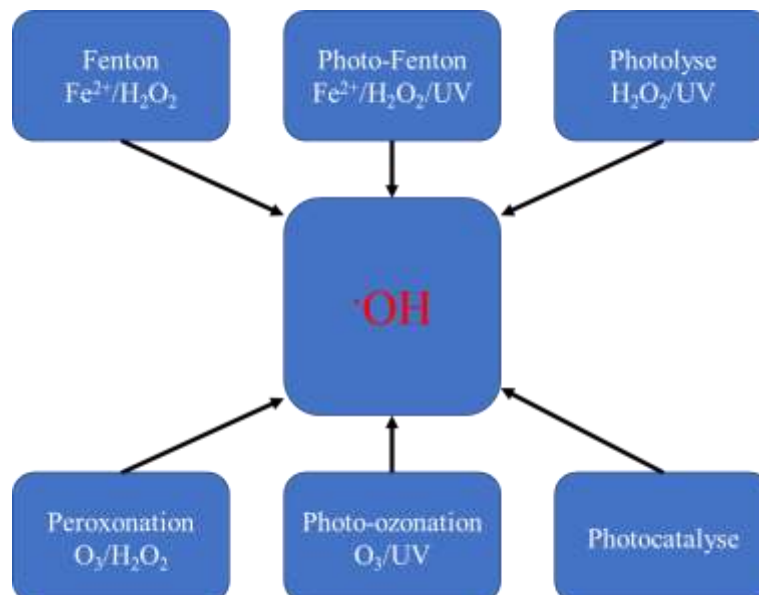 Fenton
Fe²⁺/H₂O₂
Photo-Fenton
Fe²⁺/H₂O₂/UV
Photolyse
H₂O₂/UV
·OH
Peroxonation
O₃/H₂O₂
Photo-ozonation
O₃/UV
Photocatalyse